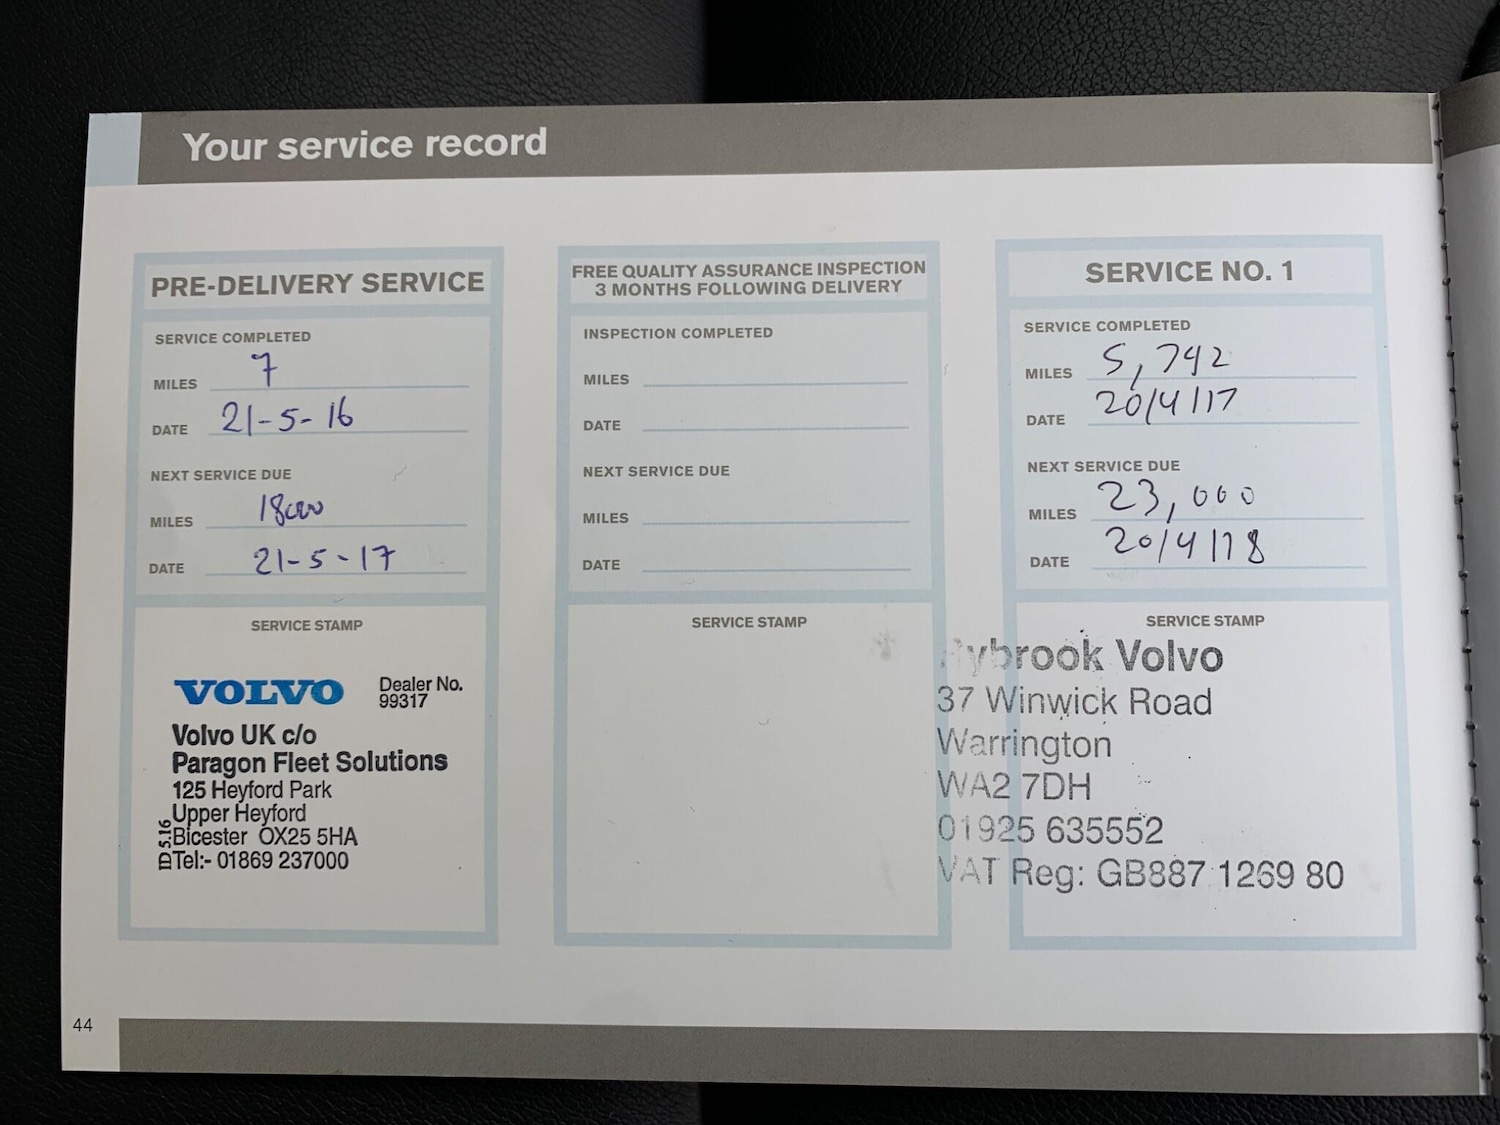 Your service record
PRE-DELIVERY SERVICE
SERVICE COMPLETED
MILES 7
DATE 21-5-16
NEXT SERVICE DUE
MILES 18000
DATE 21-5-17
SERVICE STAMP
VOLVO
Dealer No.
99317
Volvo UK c/o
Paragon Fleet Solutions
125 Heyford Park
Upper Heyford
Bicester OX25 5HA
Tel:- 01869 237000
ID 5.16
FREE QUALITY ASSURANCE INSPECTION
3 MONTHS FOLLOWING DELIVERY
INSPECTION COMPLETED
MILES
DATE
NEXT SERVICE DUE
MILES
DATE
SERVICE STAMP
SERVICE NO. 1
SERVICE COMPLETED
MILES 5,742
DATE 20/4/17
NEXT SERVICE DUE
MILES 23,000
DATE 20/4/18
SERVICE STAMP
Volvo
37 Winwick Road
Warrington
WA2 7DH
01925 635552
VAT Reg: GB887 1269 80
44